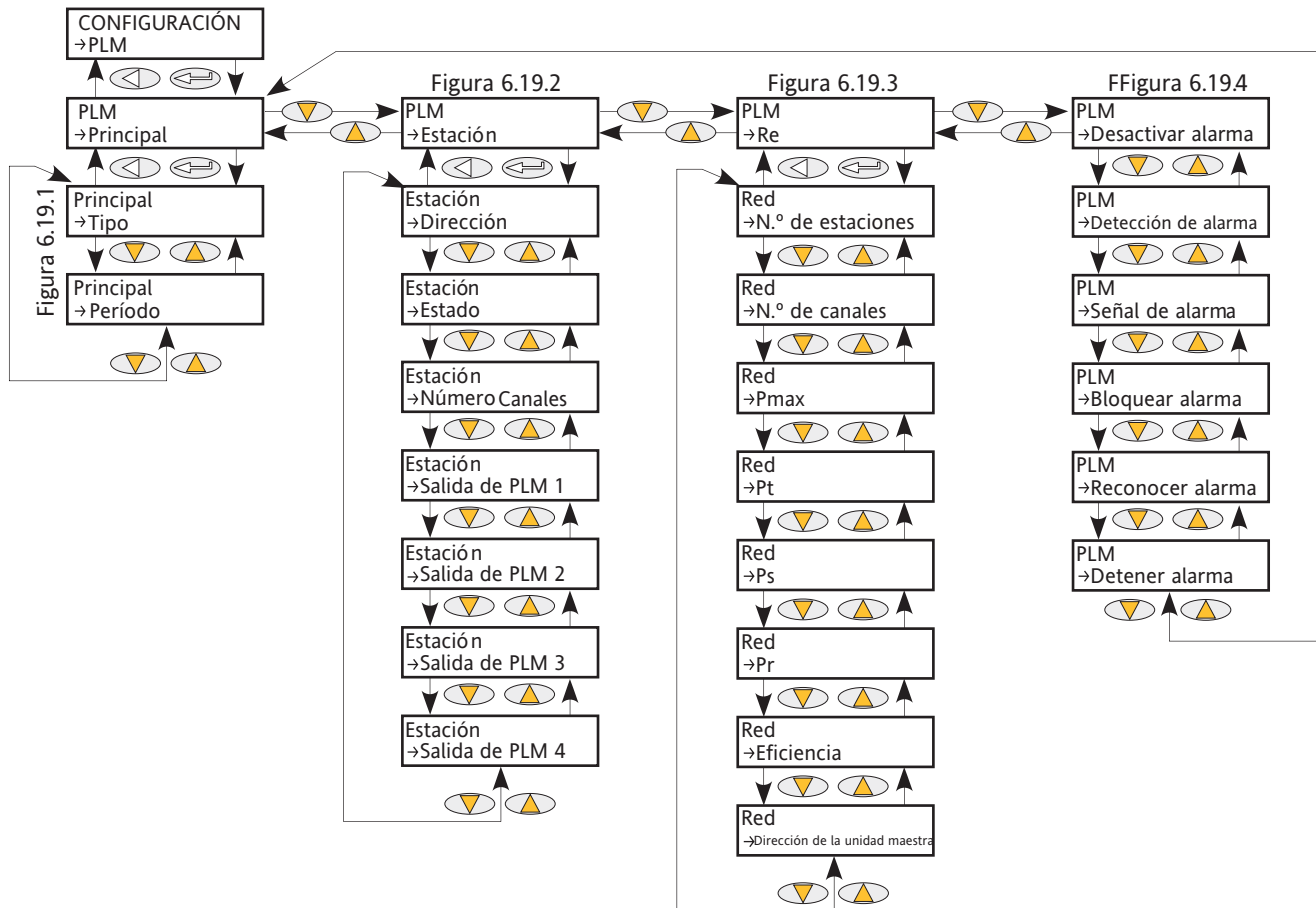 CONFIGURACIÓN
→PLM
PLM
→Principal
Figura 6.19.1
Principal
→Tipo
Principal
→Período
Figura 6.19.2
PLM
→Estación
Estación
→Dirección
Estación
→Estado
Estación
→Número Canales
Estación
→Salida de PLM 1
Estación
→Salida de PLM 2
Estación
→Salida de PLM 3
Estación
→Salida de PLM 4
Figura 6.19.3
PLM
→Re
Red
→N.º de estaciones
Red
→N.º de canales
Red
→Pmax
Red
→Pt
Red
→Ps
Red
→Pr
Red
→Eficiencia
Red
→Dirección de la unidad maestra
FFigura 6.19.4
PLM
→Desactivar alarma
PLM
→Detección de alarma
PLM
→Señal de alarma
PLM
→Bloquear alarma
PLM
→Reconocer alarma
PLM
→Detener alarma